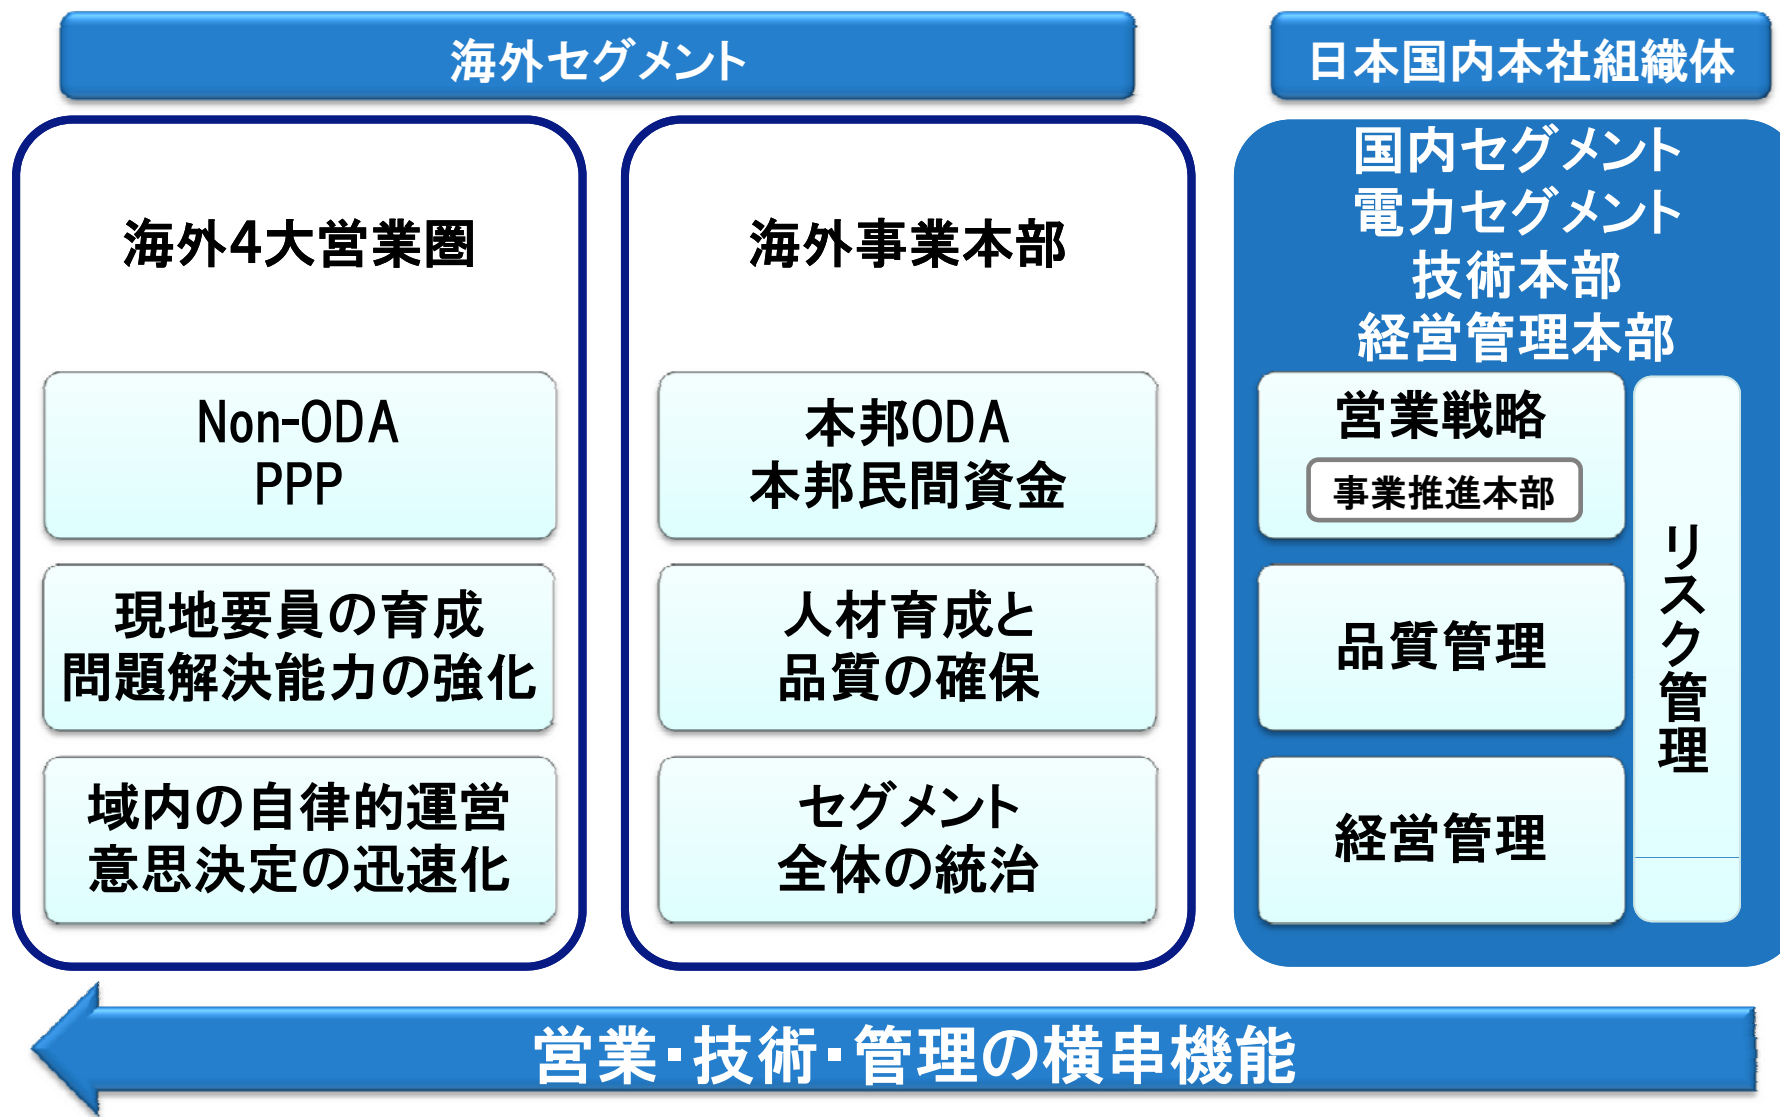 海外セグメント
日本国内本社組織体
海外4大営業圏
Non-ODA
PPP
現地要員の育成
問題解決能力の強化
域内の自律的運営
意思決定の迅速化
海外事業本部
本邦ODA
本邦民間資金
人材育成と
品質の確保
セグメント
全体の統治
国内セグメント
電力セグメント
技術本部
経営管理本部
営業戦略
事業推進本部
品質管理
経営管理
リスク管理
営業・技術・管理の横串機能